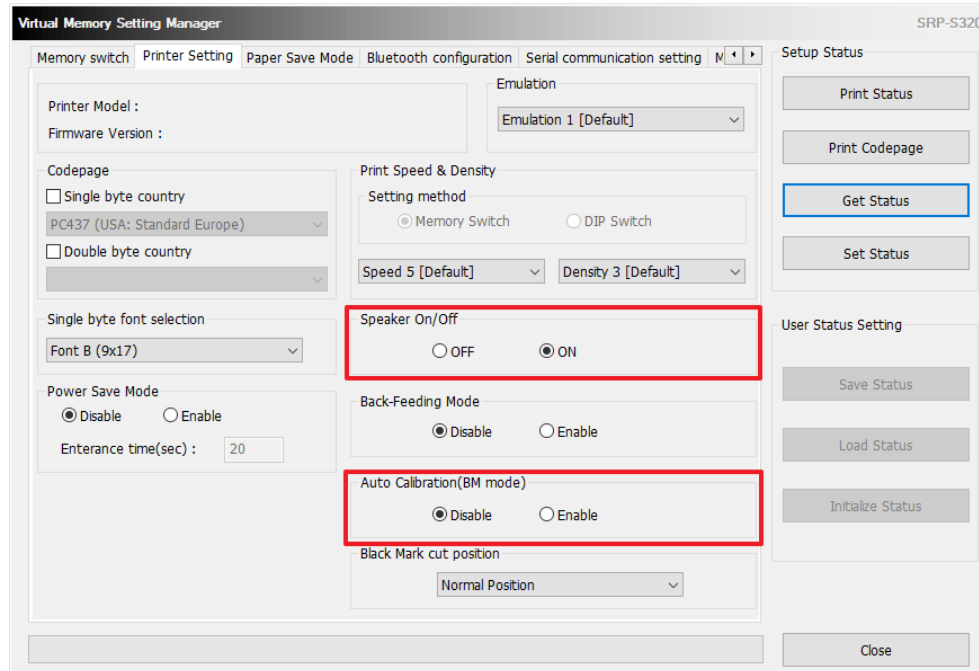 Virtual Memory Setting Manager
SRP-S320
Memory switch Printer Setting Paper Save Mode Bluetooth configuration Serial communication setting M
Printer Model :
Firmware Version :
Emulation
Emulation 1 [Default]
Codepage
Single byte country
PC437 (USA: Standard Europe)
Double byte country
Print Speed & Density
Setting method
Memory Switch DIP Switch
Speed 5 [Default] Density 3 [Default]
Single byte font selection
Font B (9x17)
Speaker On/Off
OFF ON
Power Save Mode
Disable Enable
Enterance time(sec) : 20
Back-Feeding Mode
Disable Enable
Auto Calibration(BM mode)
Disable Enable
Black Mark cut position
Normal Position
Setup Status
Print Status
Print Codepage
Get Status
Set Status
User Status Setting
Save Status
Load Status
Initialize Status
Close